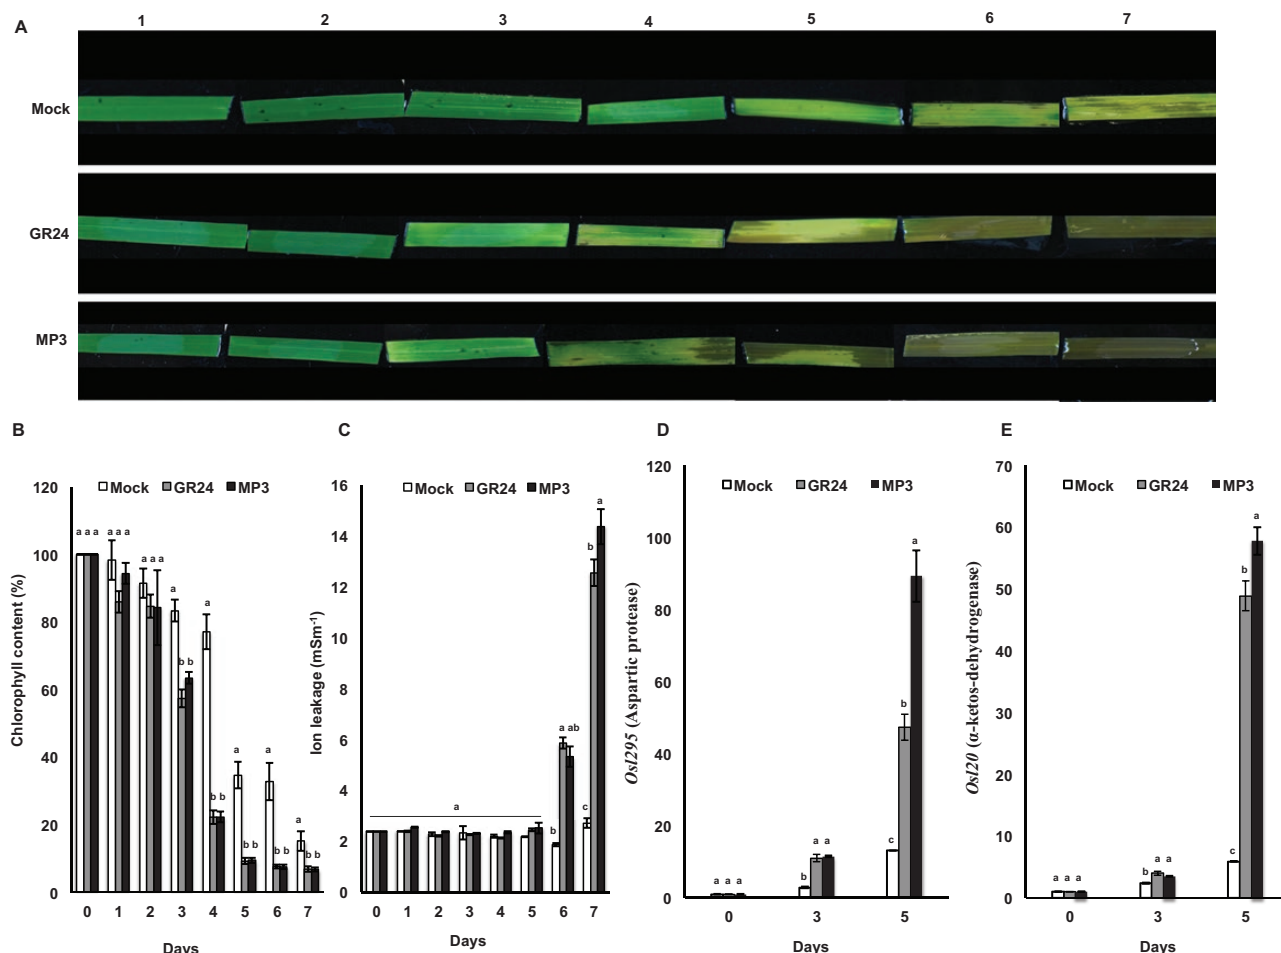 A
1 2 3 4 5 6 7
Mock
GR24
MP3
B
Mock GR24 MP3
Chlorophyll content (%)
120
100
80
60
40
20
0
a a a
a a a
a a a
a
b b
a
b b
a
b b
a
b b
a
b b
0 1 2 3 4 5 6 7
Days
C
Mock GR24 MP3
Ion leakage (mSm-1)
16
14
12
10
8
6
4
2
0
a
b
a ab
c
b
a
0 1 2 3 4 5 6 7
Days
D
Mock GR24 MP3
Osl295 (Aspartic protease)
120
100
80
60
40
20
0
a a a
b
a a
c
b
a
0 3 5
Days
E
Mock GR24 MP3
Osl20 (α-ketos-dehydrogenase)
70
60
50
40
30
20
10
0
a a a
b
a a
c
b
a
0 3 5
Days